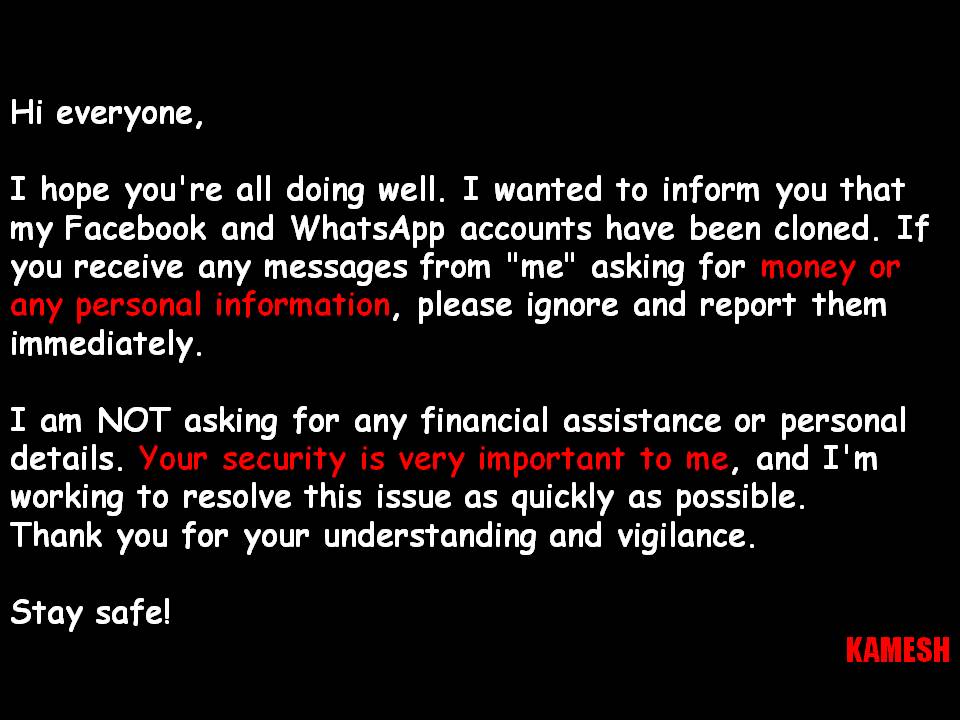 Hi everyone,
I hope you're all doing well. I wanted to inform you that
my Facebook and WhatsApp accounts have been cloned. If
you receive any messages from "me" asking for money or
any personal information, please ignore and report them
immediately.
I am NOT asking for any financial assistance or personal
details. Your security is very important to me, and I'm
working to resolve this issue as quickly as possible.
Thank you for your understanding and vigilance.
Stay safe!
KAMESH